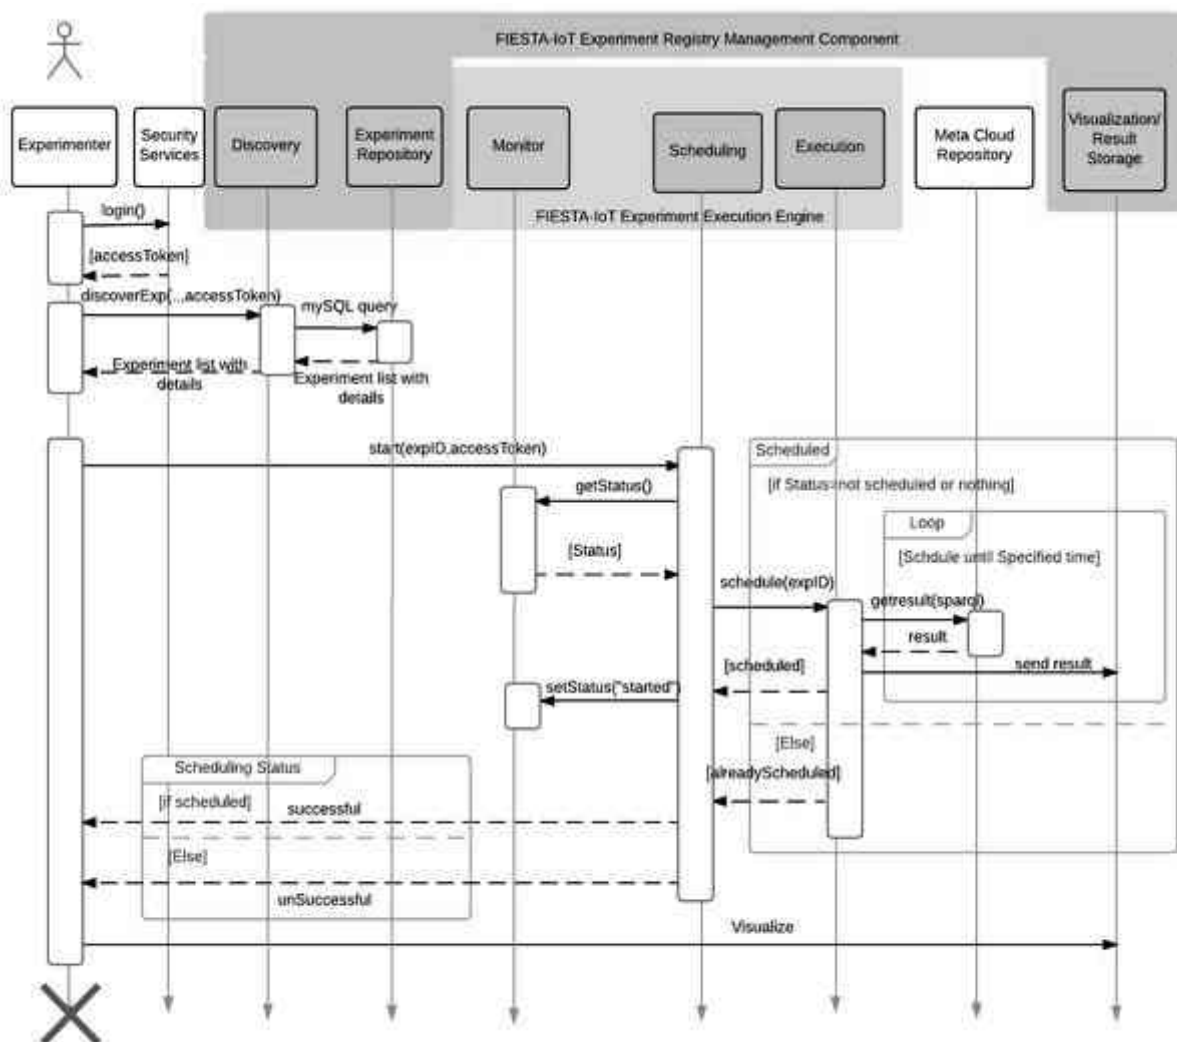 FIESTA-IoT Experiment Registry Management Component
Experimenter
Security
Services
Discovery
Experiment
Repository
Monitor
Scheduling
Execution
Meta Cloud
Repository
Visualization/
Result
Storage
FIESTA-IoT Experiment Execution Engine
login()
[accessToken]
discoverExp(..,accessToken)
mySQL query
Experiment list with
details
Experiment list with
details
start(expID,accessToken)
Scheduled
[if Status=not scheduled or nothing]
getStatus()
Loop
[Schdule until Specified time]
[Status]
schedule(expID)
getresult(sparql)
result
send result
[scheduled]
setStatus("started")
[Else]
[alreadyScheduled]
Scheduling Status
[if scheduled]
successful
[Else]
unSuccessful
Visualize